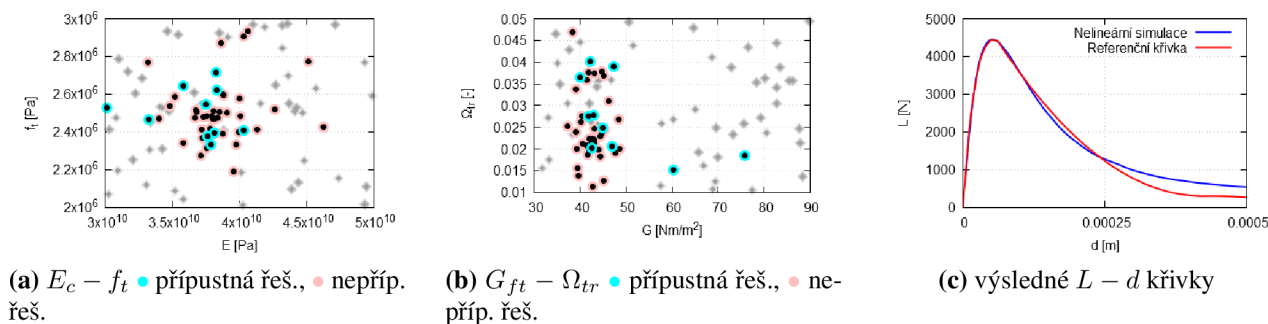 3x10⁶
2.8x10⁶
2.6x10⁶
2.4x10⁶
2.2x10⁶
2x10⁶
fₜ [Pa]
3x10¹⁰ 3.5x10¹⁰ 4x10¹⁰ 4.5x10¹⁰ 5x10¹⁰
E [Pa]
0.05
0.045
0.04
0.035
0.03
0.025
0.02
0.015
0.01
Ωtr [-]
30 40 50 60 70 80 90
G [Nm/m²]
5000
4000
3000
2000
1000
0
L [N]
Nelineární simulace
Referenční křivka
0 0.00025 0.0005
d [m]
(a) E_c − f_t ● přípustná řeš., ● nepříp.
řeš.
(b) G_ft − Ω_tr ● přípustná řeš., ● ne-
příp. řeš.
(c) výsledné L − d křivky